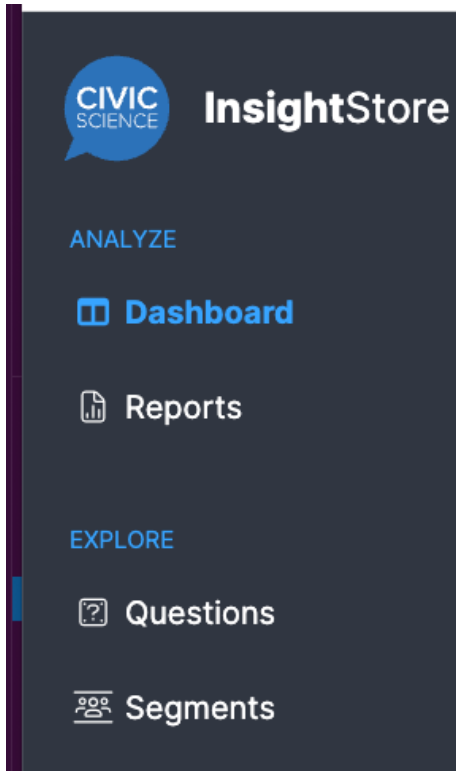 CIVIC
SCIENCE
InsightStore
ANALYZE
Dashboard
Reports
EXPLORE
Questions
Segments